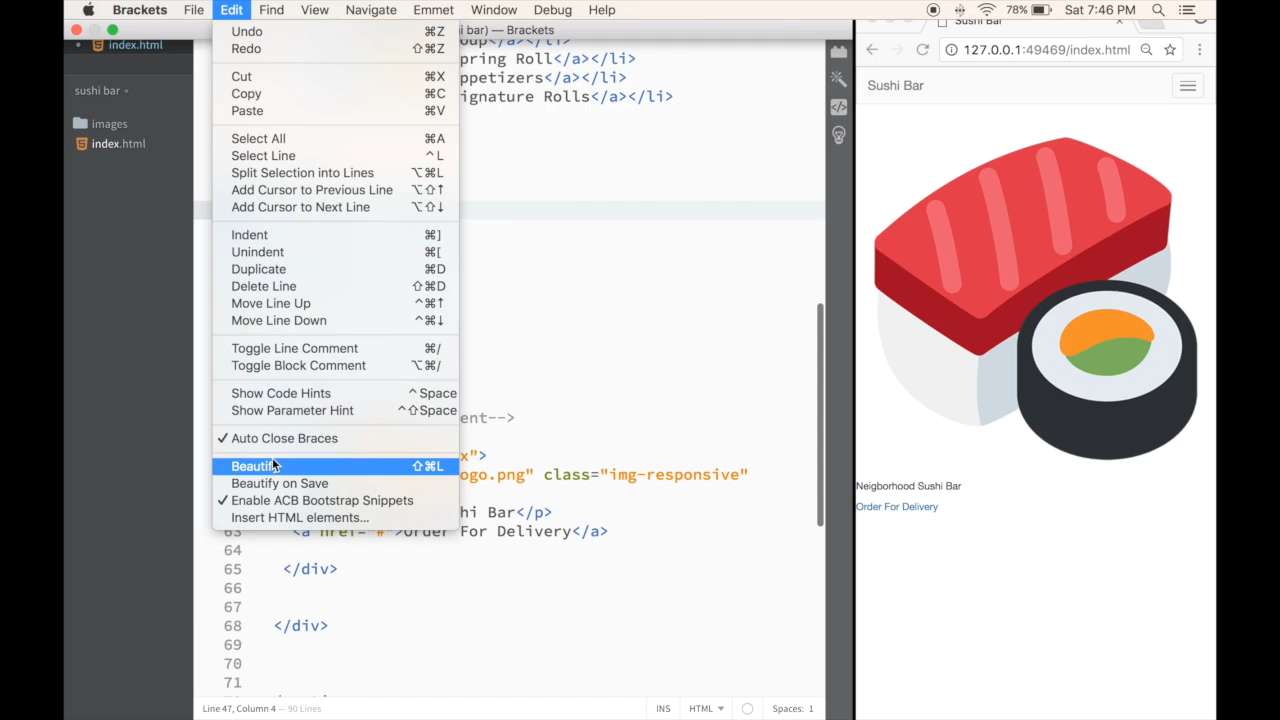 Brackets File Edit Find View Navigate Emmet Window Debug Help 78% Sat 7:46 PM
bar) — Brackets
index.html
sushi bar
images
index.html
Undo ⌘Z
Redo ⇧⌘Z
Cut ⌘X
Copy ⌘C
Paste ⌘V
Select All ⌘A
Select Line ^L
Split Selection into Lines ⌥⌘L
Add Cursor to Previous Line ⌥⇧↑
Add Cursor to Next Line ⌥⇧↓
Indent ⌘]
Unindent ⌘[
Duplicate ⌘D
Delete Line ⇧⌘D
Move Line Up ^⌘↑
Move Line Down ^⌘↓
Toggle Line Comment ⌘/
Toggle Block Comment ⌥⌘/
Show Code Hints ^Space
Show Parameter Hint ^⇧Space
✓ Auto Close Braces
Beautify ⇧⌘L
Beautify on Save
✓ Enable ACB Bootstrap Snippets
Insert HTML elements...
oup</a></li>
pring Roll</a></li>
ppetizers</a></li>
ignature Rolls</a></li>
ent-->
x">
ogo.png" class="img-responsive"
hi Bar</p>
63 <a href="#">Order For Delivery</a>
64
65 </div>
66
67
68 </div>
69
70
71
Line 47, Column 4 — 90 Lines
INS HTML Spaces: 1
Sushi Bar
127.0.0.1:49469/index.html
Sushi Bar
Neigborhood Sushi Bar
Order For Delivery